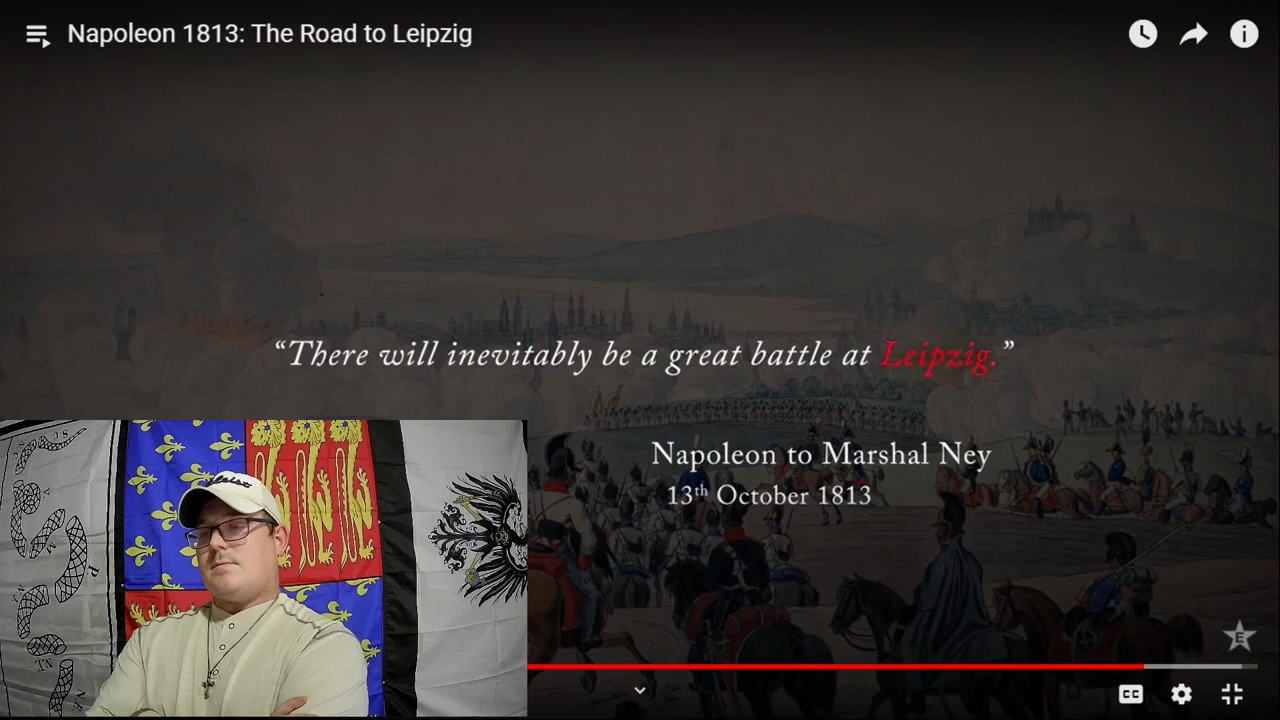 Napoleon 1813: The Road to Leipzig
“There will inevitably be a great battle at Leipzig.”
Napoleon to Marshal Ney
13th October 1813
E
CC